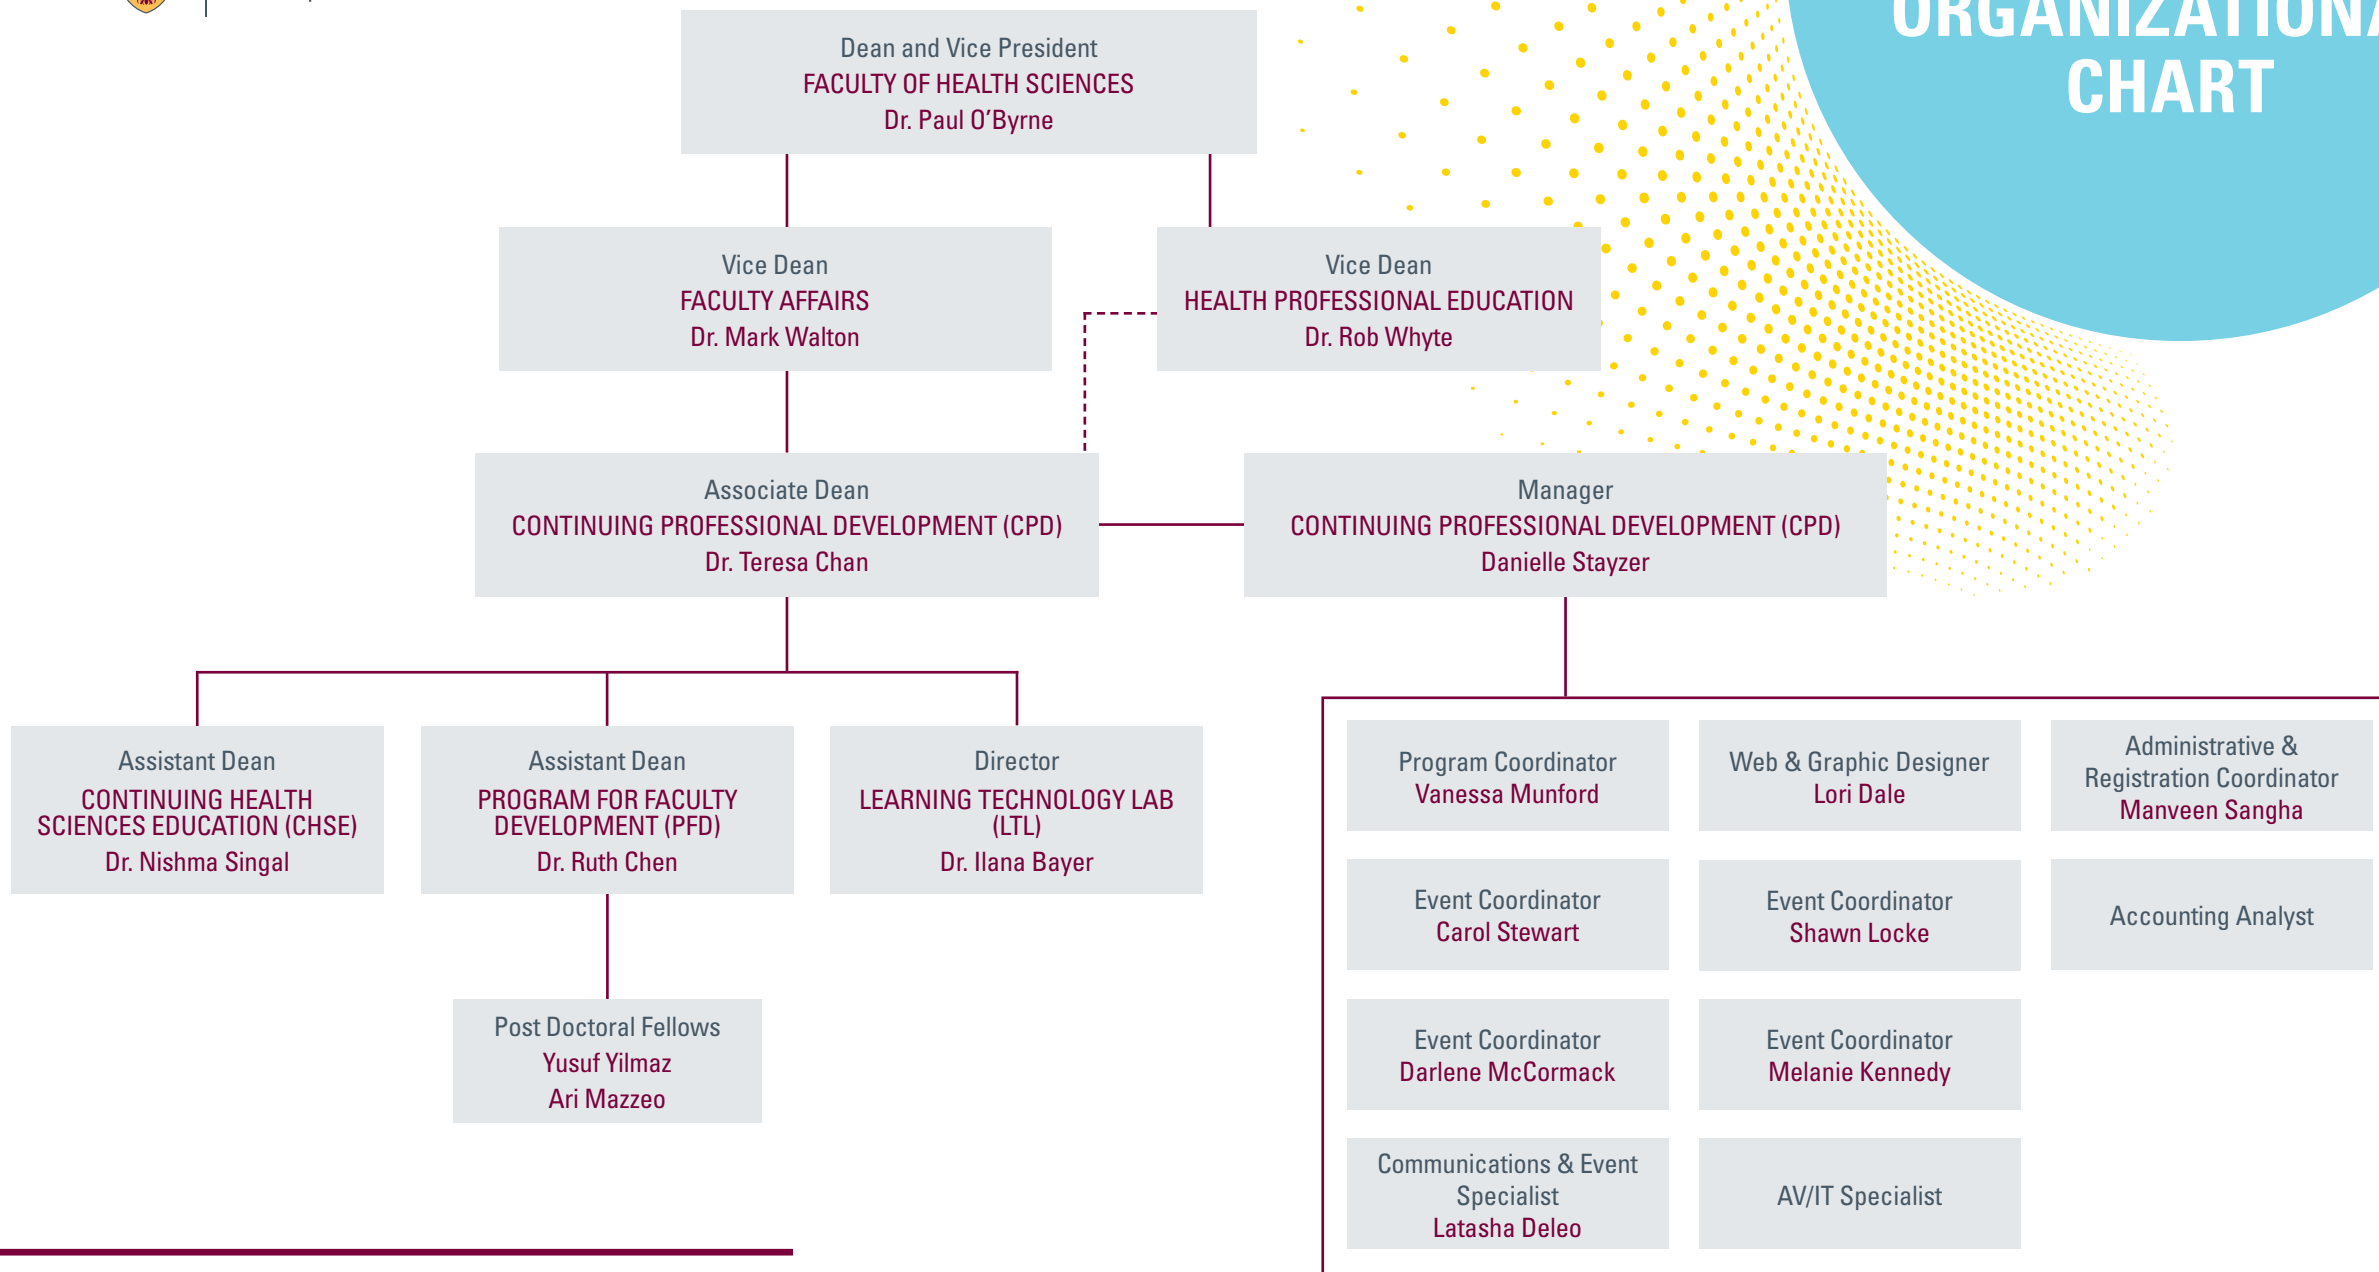 ORGANIZATIONA
CHART
Dean and Vice President
FACULTY OF HEALTH SCIENCES
Dr. Paul O’Byrne
Vice Dean
FACULTY AFFAIRS
Dr. Mark Walton
Vice Dean
HEALTH PROFESSIONAL EDUCATION
Dr. Rob Whyte
Associate Dean
CONTINUING PROFESSIONAL DEVELOPMENT (CPD)
Dr. Teresa Chan
Manager
CONTINUING PROFESSIONAL DEVELOPMENT (CPD)
Danielle Stayzer
Assistant Dean
CONTINUING HEALTH
SCIENCES EDUCATION (CHSE)
Dr. Nishma Singal
Assistant Dean
PROGRAM FOR FACULTY
DEVELOPMENT (PFD)
Dr. Ruth Chen
Director
LEARNING TECHNOLOGY LAB
(LTL)
Dr. Ilana Bayer
Post Doctoral Fellows
Yusuf Yilmaz
Ari Mazzeo
Program Coordinator
Vanessa Munford
Web & Graphic Designer
Lori Dale
Administrative &
Registration Coordinator
Manveen Sangha
Event Coordinator
Carol Stewart
Event Coordinator
Shawn Locke
Accounting Analyst
Event Coordinator
Darlene McCormack
Event Coordinator
Melanie Kennedy
Communications & Event
Specialist
Latasha Deleo
AV/IT Specialist